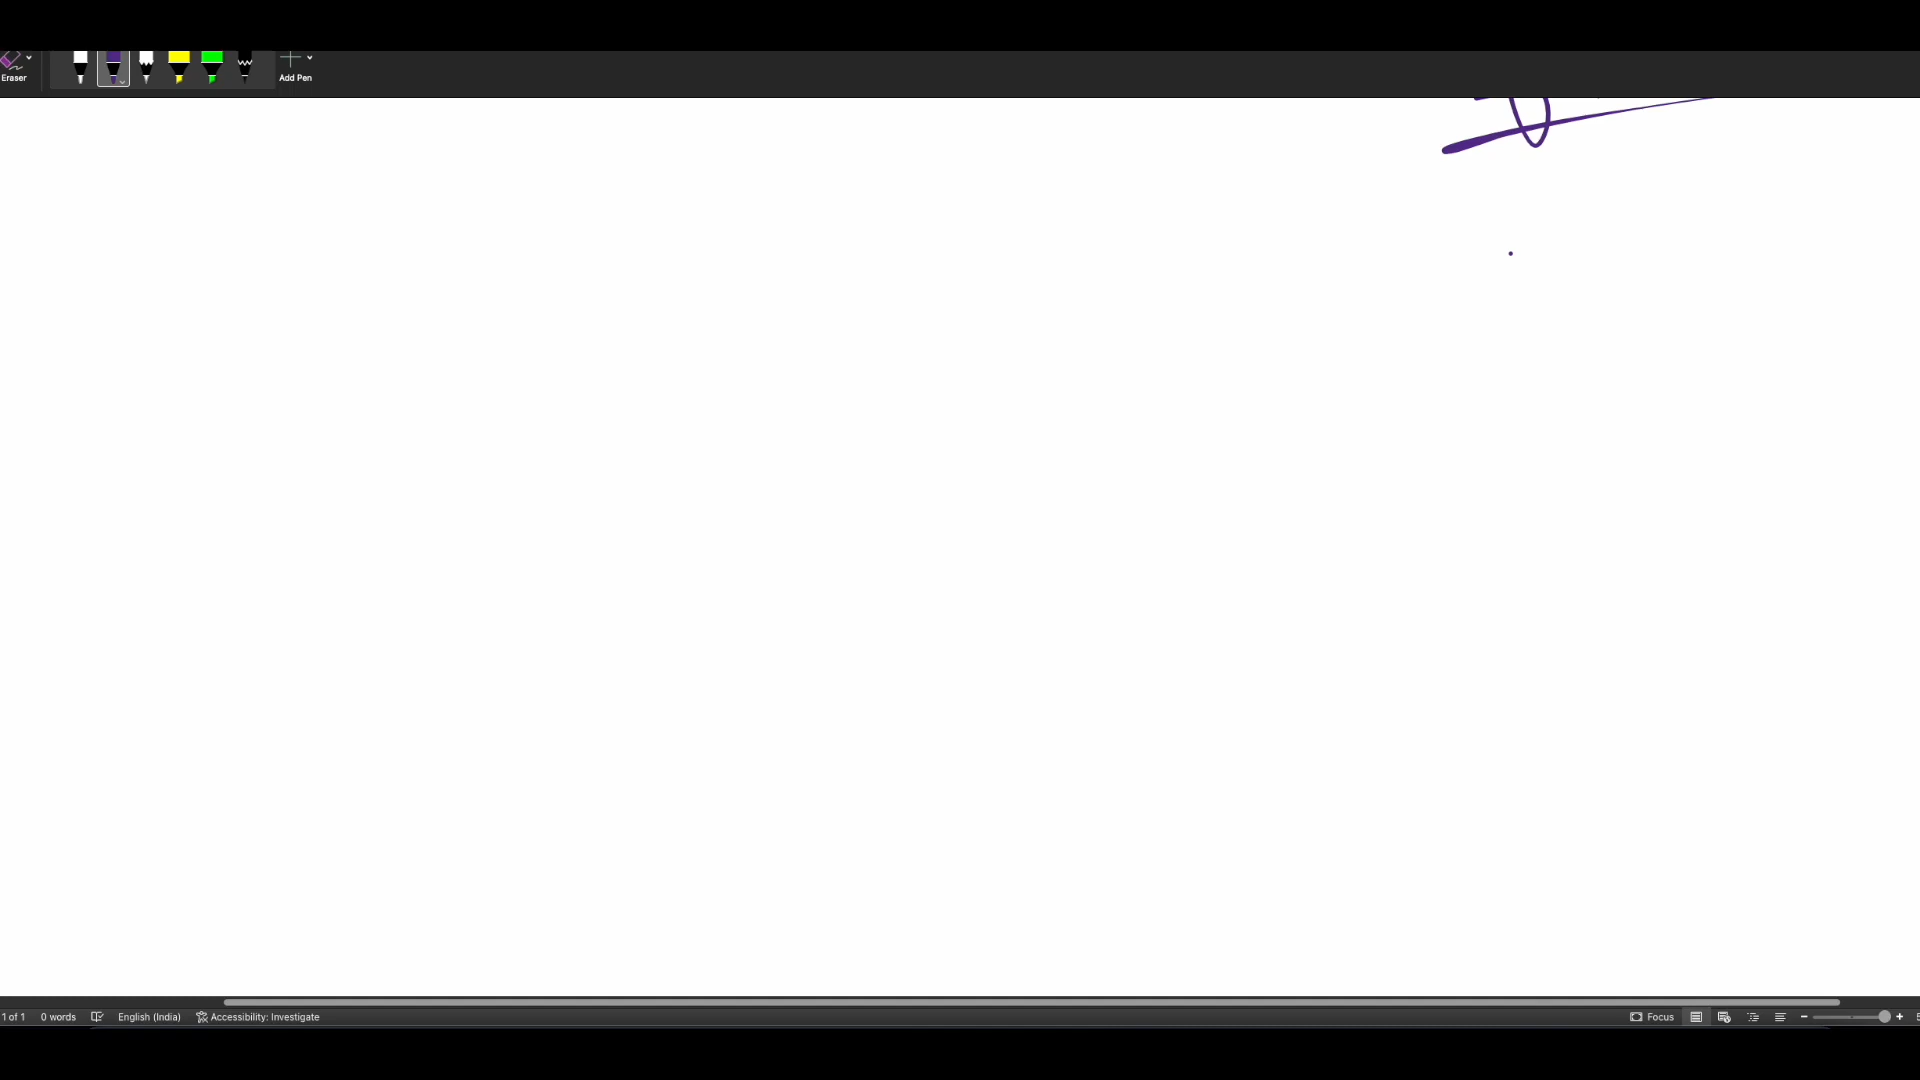 Eraser
Add Pen
1 of 1 0 words English (India) Accessibility: Investigate Focus